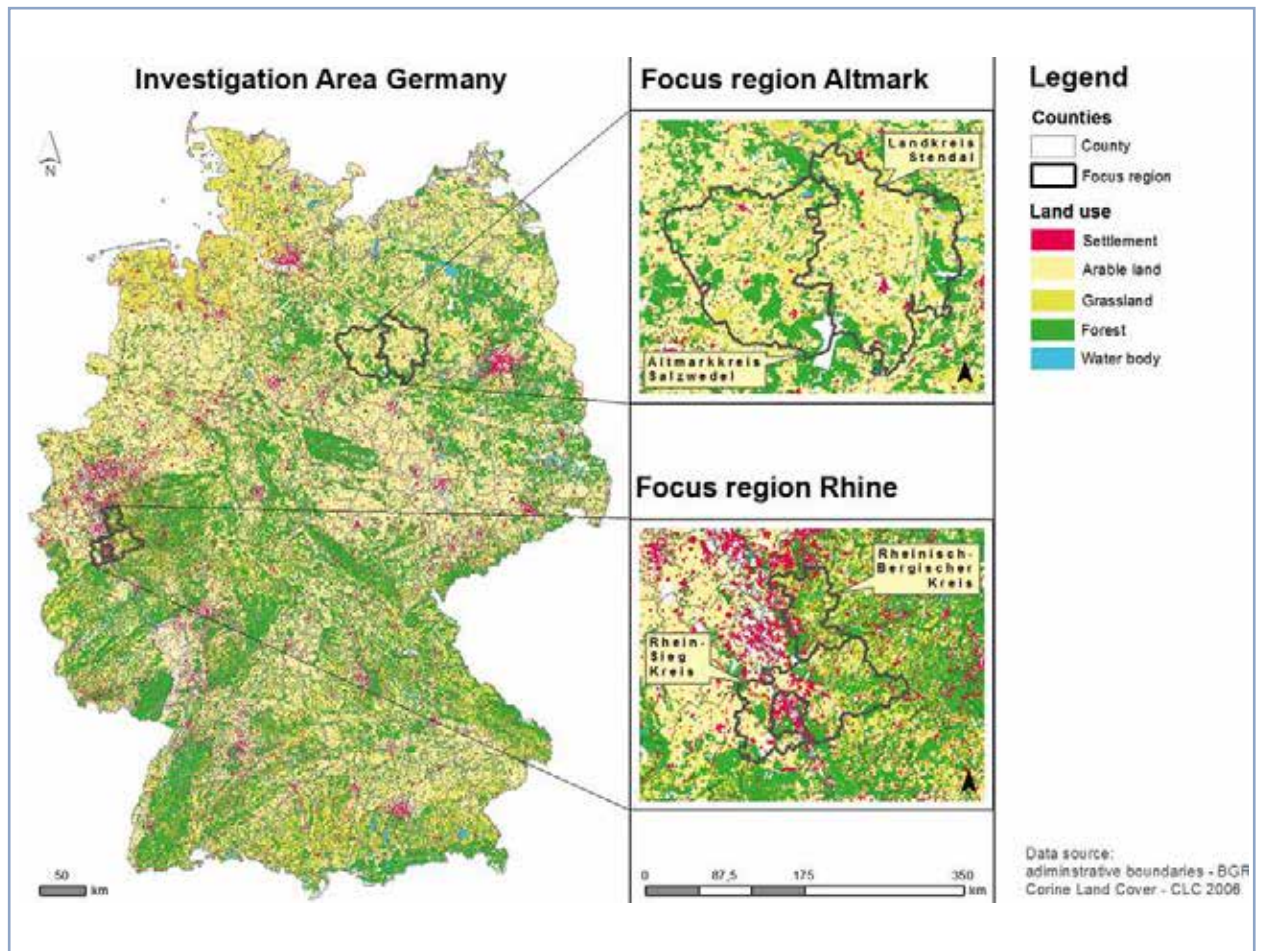 Investigation Area Germany
N
50
km
Focus region Altmark
Landkreis
Stendal
Altmarkkreis
Salzwedel
Focus region Rhine
Rheinisch-
Bergischer
Kreis
Rhein-
Sieg
Kreis
0 87,5 175 350
km
Legend
Counties
County
Focus region
Land use
Settlement
Arable land
Grassland
Forest
Water body
Data source:
adiminstrative boundaries - BGR
Corine Land Cover - CLC 2006